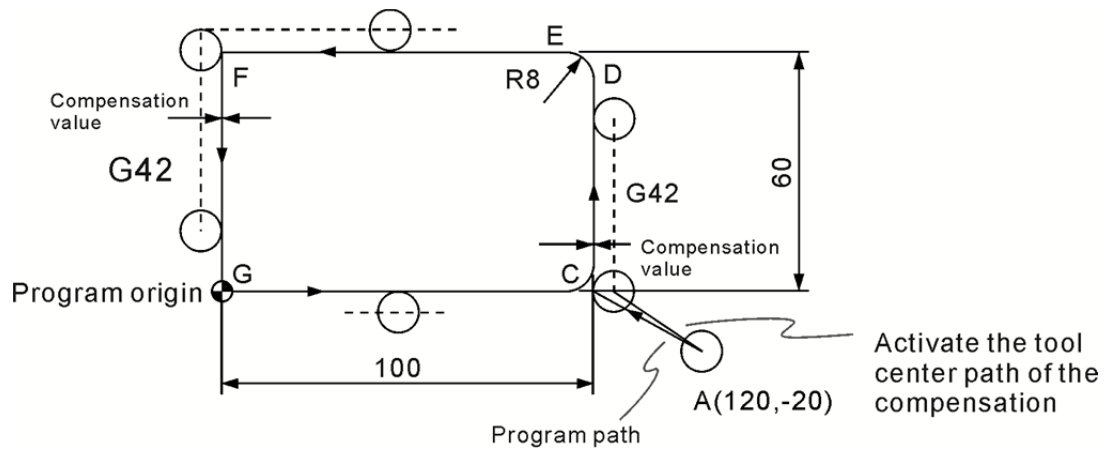 E
F
R8
D
Compensation
value
G42
60
G42
Compensation
value
G
C
Program origin
100
A(120,-20)
Activate the tool
center path of the
compensation
Program path